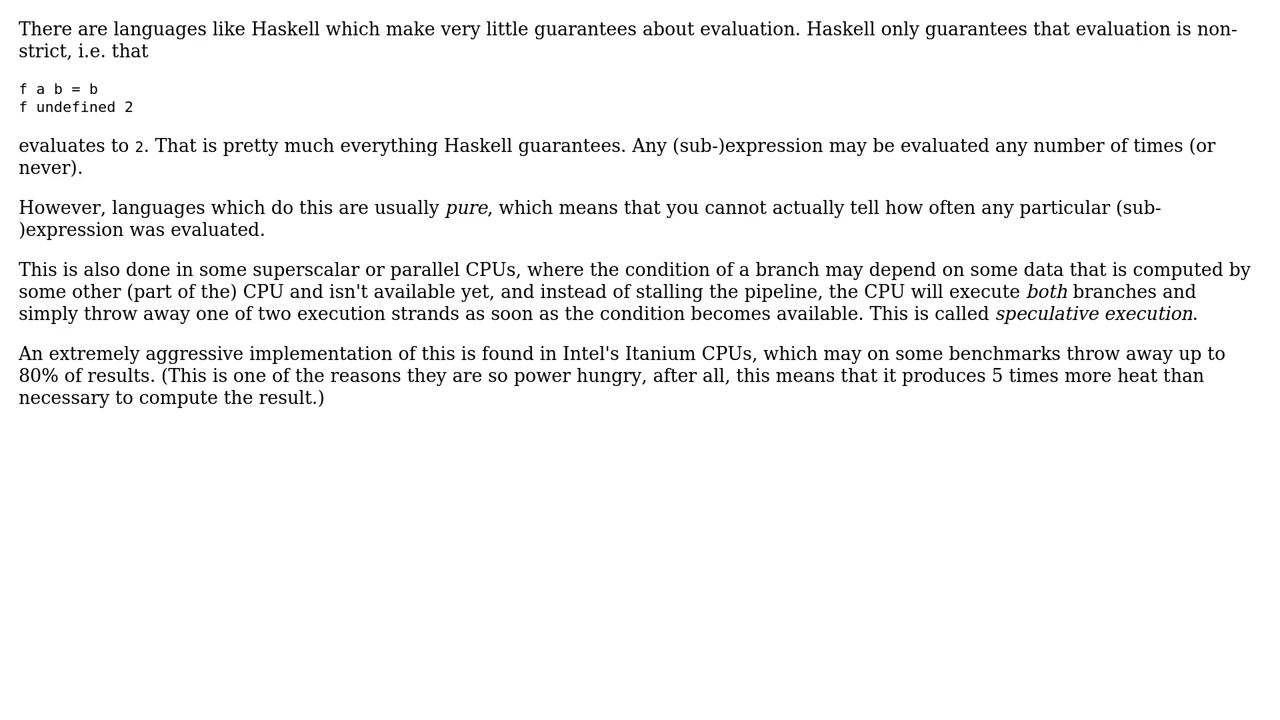 There are languages like Haskell which make very little guarantees about evaluation. Haskell only guarantees that evaluation is non-
strict, i.e. that
f a b = b
f undefined 2
evaluates to 2. That is pretty much everything Haskell guarantees. Any (sub-)expression may be evaluated any number of times (or
never).
However, languages which do this are usually pure, which means that you cannot actually tell how often any particular (sub-
)expression was evaluated.
This is also done in some superscalar or parallel CPUs, where the condition of a branch may depend on some data that is computed by
some other (part of the) CPU and isn't available yet, and instead of stalling the pipeline, the CPU will execute both branches and
simply throw away one of two execution strands as soon as the condition becomes available. This is called speculative execution.
An extremely aggressive implementation of this is found in Intel's Itanium CPUs, which may on some benchmarks throw away up to
80% of results. (This is one of the reasons they are so power hungry, after all, this means that it produces 5 times more heat than
necessary to compute the result.)